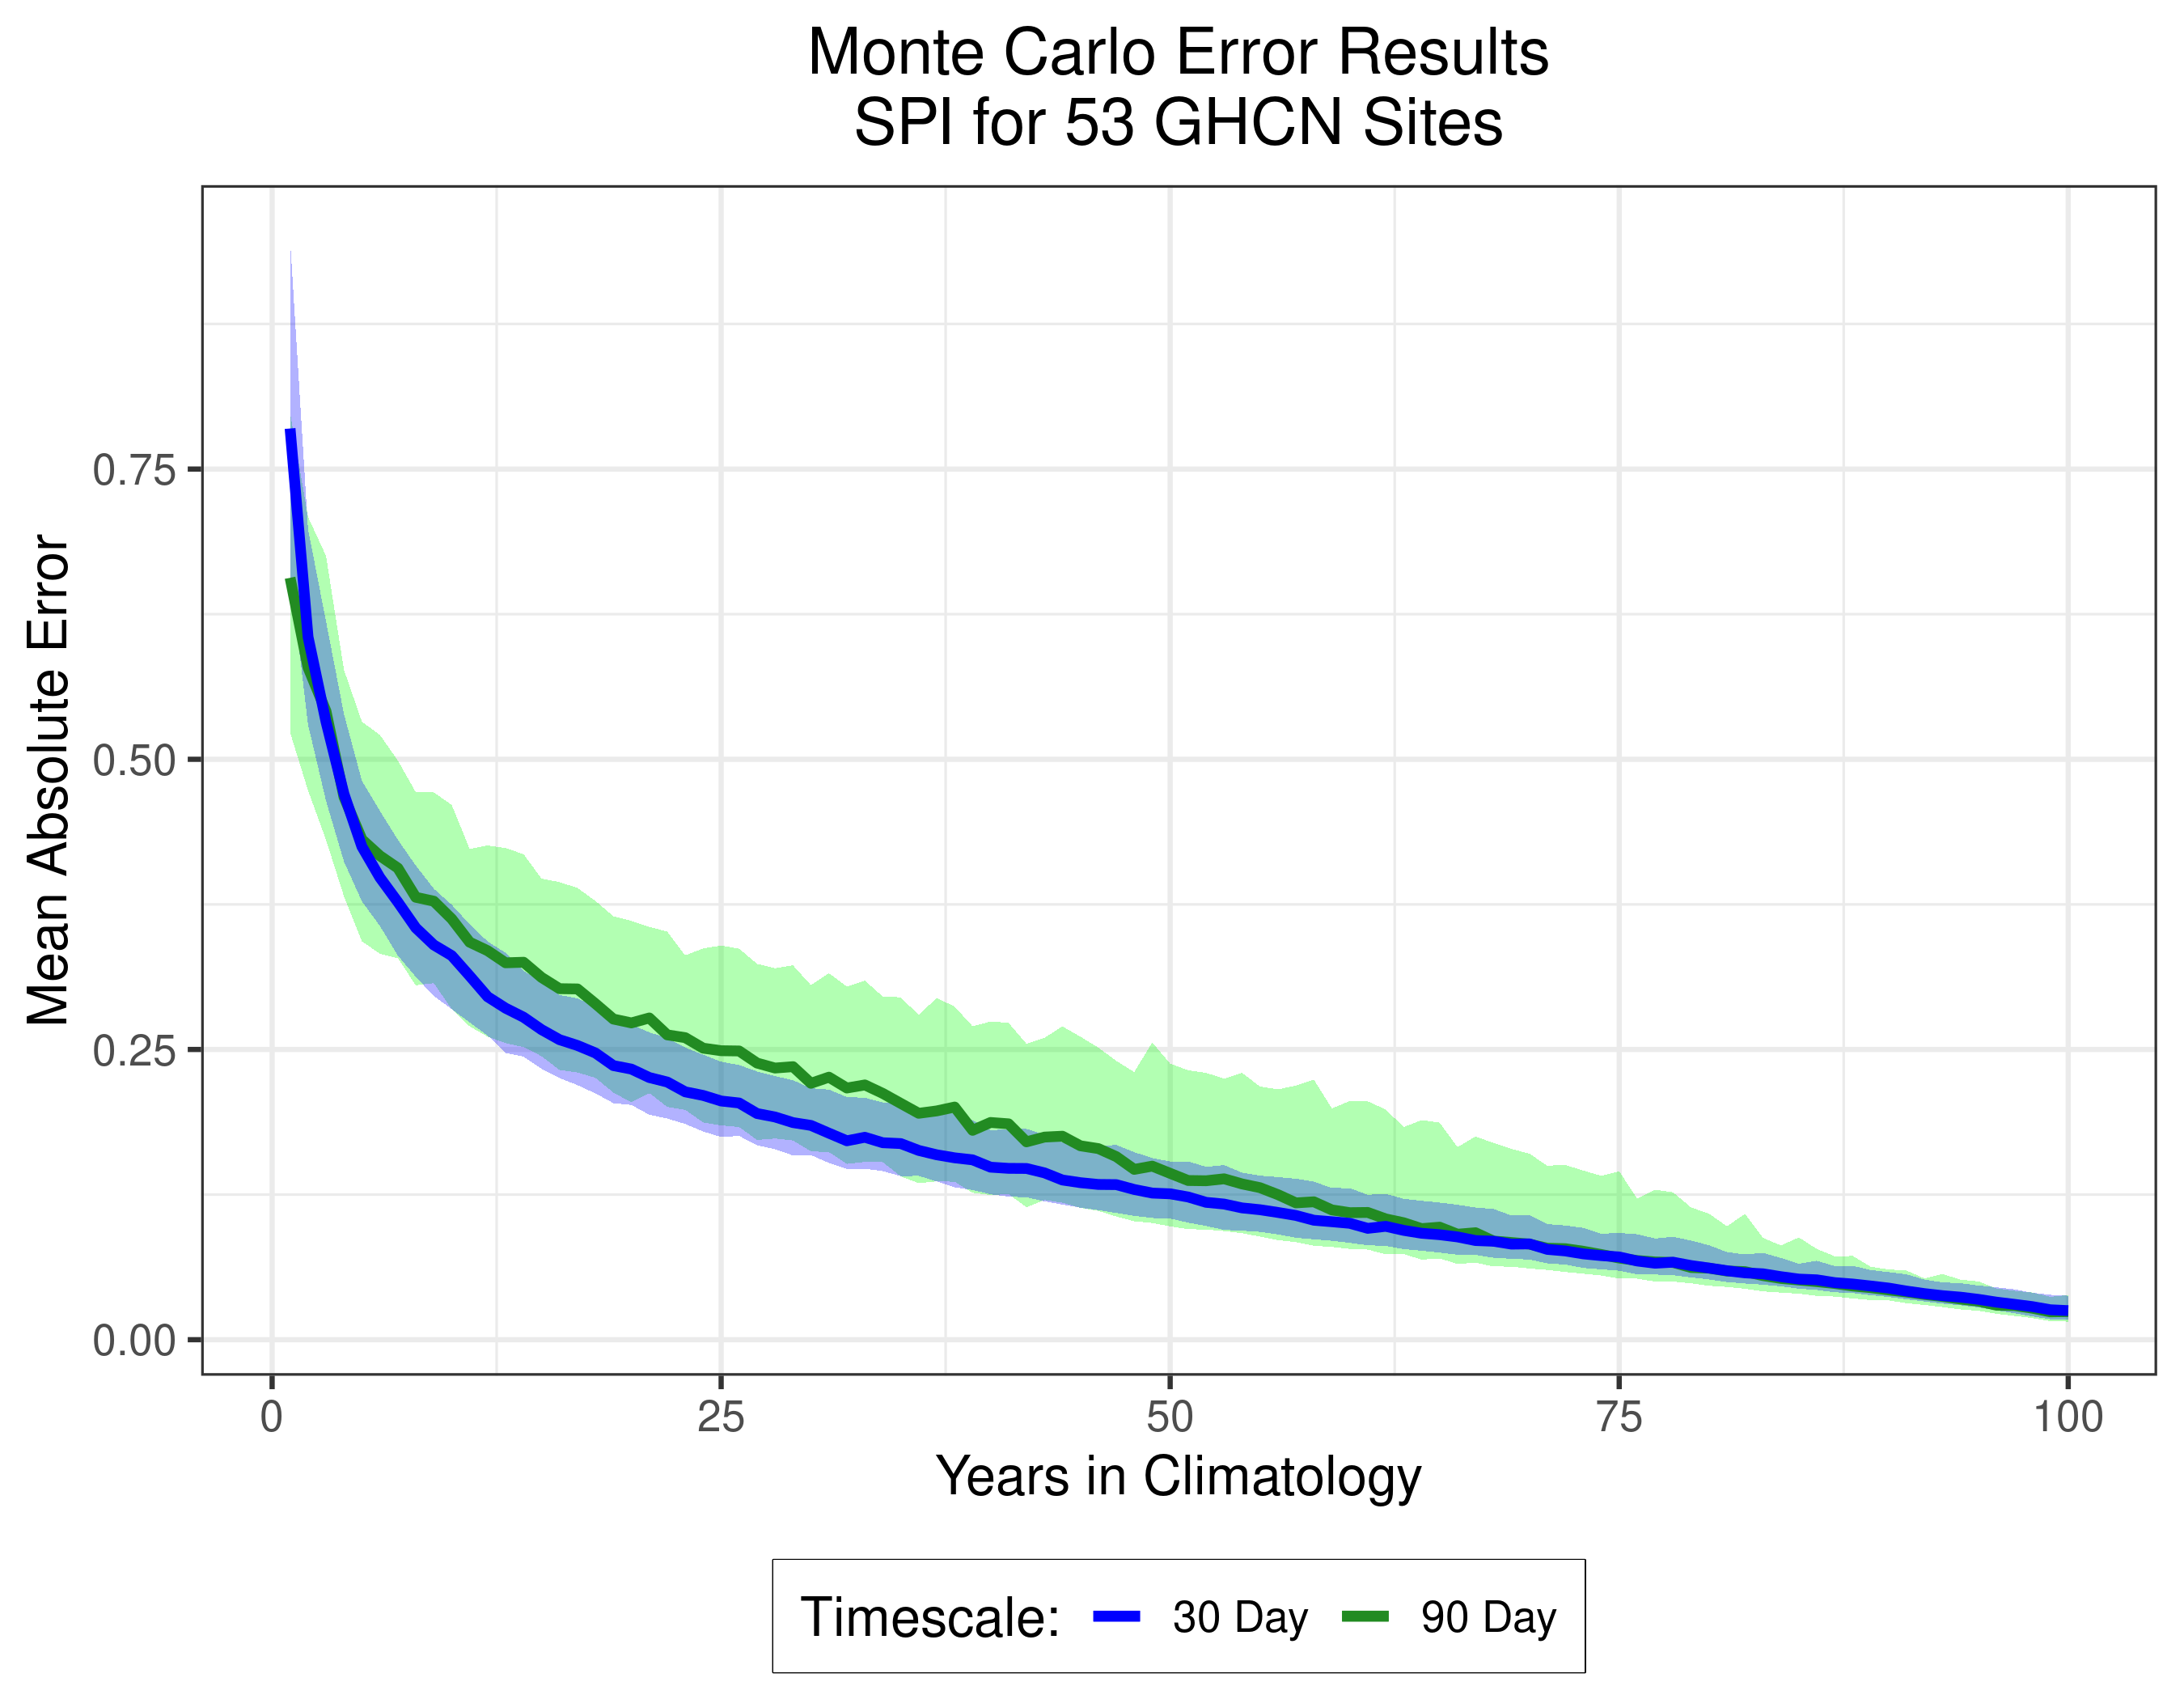 Monte Carlo Error Results
SPI for 53 GHCN Sites
Mean Absolute Error
0.75
0.50
0.25
0.00
0 25 50 75 100
Years in Climatology
Timescale: 30 Day 90 Day